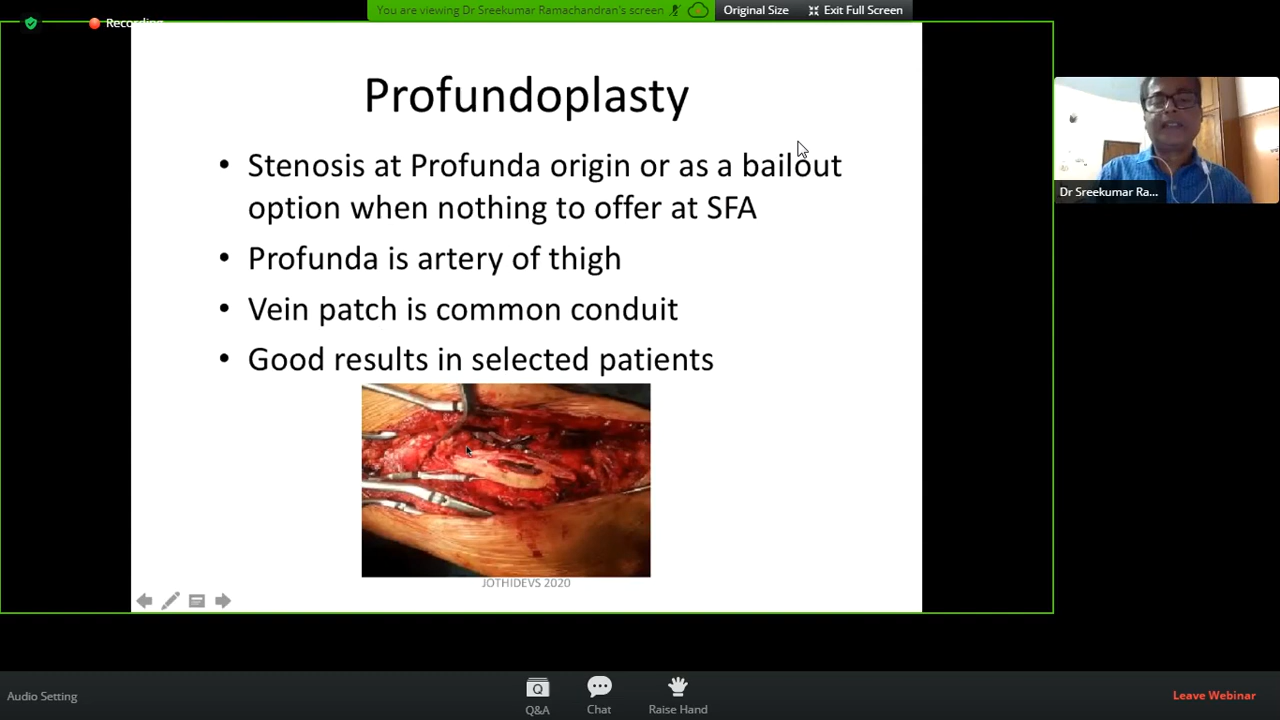 You are viewing Dr Sreekumar Ramachandran's screen
Original Size
Exit Full Screen
Recording
Profundoplasty
• Stenosis at Profunda origin or as a bailout
option when nothing to offer at SFA
• Profunda is artery of thigh
• Vein patch is common conduit
• Good results in selected patients
JOTHIDEVS 2020
Dr Sreekumar Ra...
Audio Setting
Q
Q&A
Chat
Raise Hand
Leave Webinar